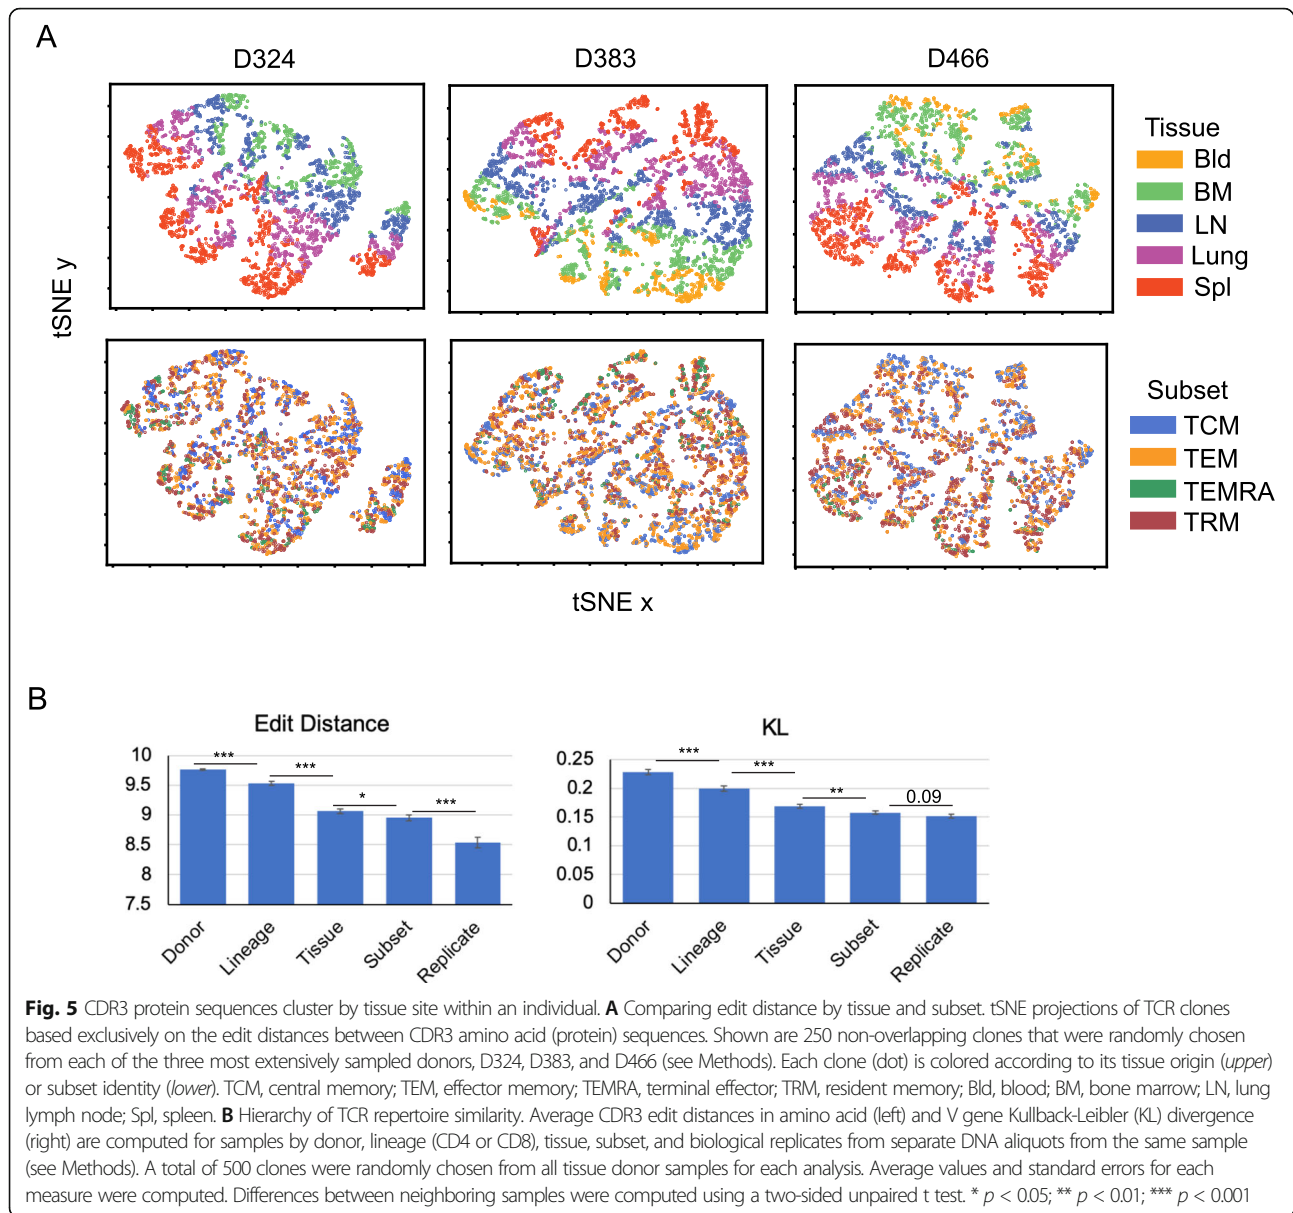 A
D324
D383
D466
Tissue
Bld
BM
LN
Lung
Spl
tSNE y
Subset
TCM
TEM
TEMRA
TRM
tSNE x
B
Edit Distance
10
9.5
9
8.5
8
7.5
***
***
*
***
Donor
Lineage
Tissue
Subset
Replicate
KL
0.25
0.2
0.15
0.1
0.05
0
***
***
**
0.09
Donor
Lineage
Tissue
Subset
Replicate
Fig. 5 CDR3 protein sequences cluster by tissue site within an individual. A Comparing edit distance by tissue and subset. tSNE projections of TCR clones
based exclusively on the edit distances between CDR3 amino acid (protein) sequences. Shown are 250 non-overlapping clones that were randomly chosen
from each of the three most extensively sampled donors, D324, D383, and D466 (see Methods). Each clone (dot) is colored according to its tissue origin (upper)
or subset identity (lower). TCM, central memory; TEM, effector memory; TEMRA, terminal effector; TRM, resident memory; Bld, blood; BM, bone marrow; LN, lung
lymph node; Spl, spleen. B Hierarchy of TCR repertoire similarity. Average CDR3 edit distances in amino acid (left) and V gene Kullback-Leibler (KL) divergence
(right) are computed for samples by donor, lineage (CD4 or CD8), tissue, subset, and biological replicates from separate DNA aliquots from the same sample
(see Methods). A total of 500 clones were randomly chosen from all tissue donor samples for each analysis. Average values and standard errors for each
measure were computed. Differences between neighboring samples were computed using a two-sided unpaired t test. * p < 0.05; ** p < 0.01; *** p < 0.001